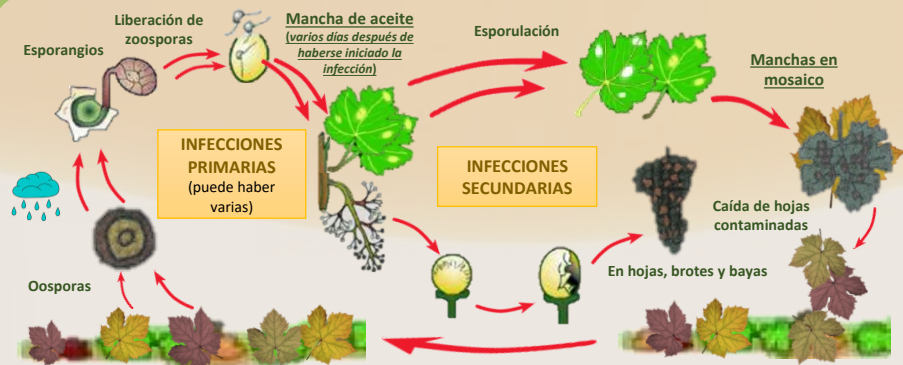 Liberación de
zoosporas
Esporangios
Mancha de aceite
(varios días después de
haberse iniciado la
infección)
Esporulación
Manchas en
mosaico
INFECCIONES
PRIMARIAS
(puede haber
varias)
INFECCIONES
SECUNDARIAS
Caída de hojas
contaminadas
En hojas, brotes y bayas
Oosporas